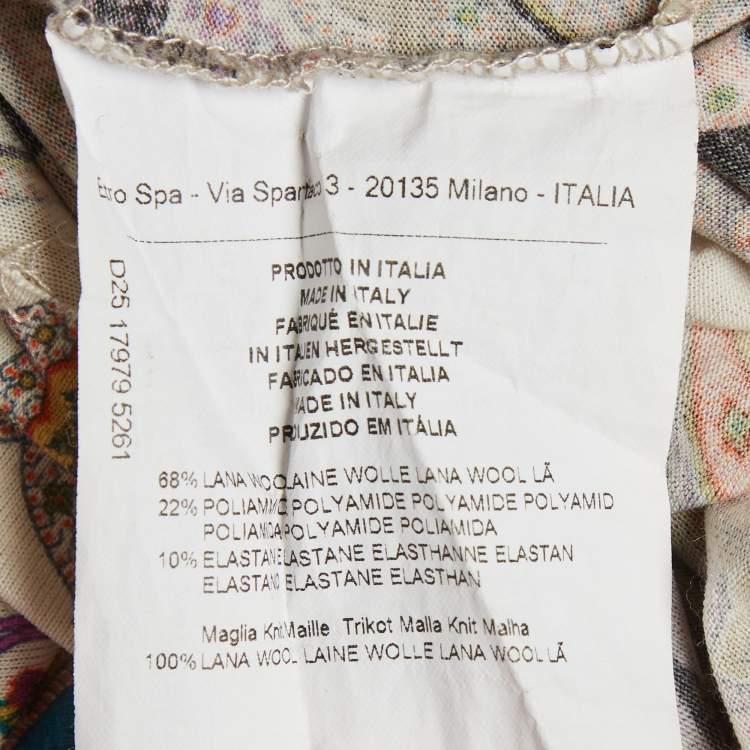 Etro Spa - Via Spartaco 3 - 20135 Milano - ITALIA
PRODOTTO IN ITALIA
MADE IN ITALY
FABRIQUÉ EN ITALIE
IN ITALIEN HERGESTELLT
FABRICADO EN ITALIA
MADE IN ITALY
PRODUZIDO EM ITÁLIA
D25 17979 5261
68% LANA WOOL LAINE WOLLE LANA WOOL LÃ
22% POLIAMMIDE POLYAMIDE POLYAMIDE POLYAMID
POLIAMIDA POLYAMIDE POLIAMIDA
10% ELASTAN ELASTANE ELASTHANNE ELASTAN
ELASTANO ELASTANE ELASTHAN
Maglia Knit Maille Trikot Malla Knit Malha
100% LANA WOOL LAINE WOLLE LANA WOOL LÃ